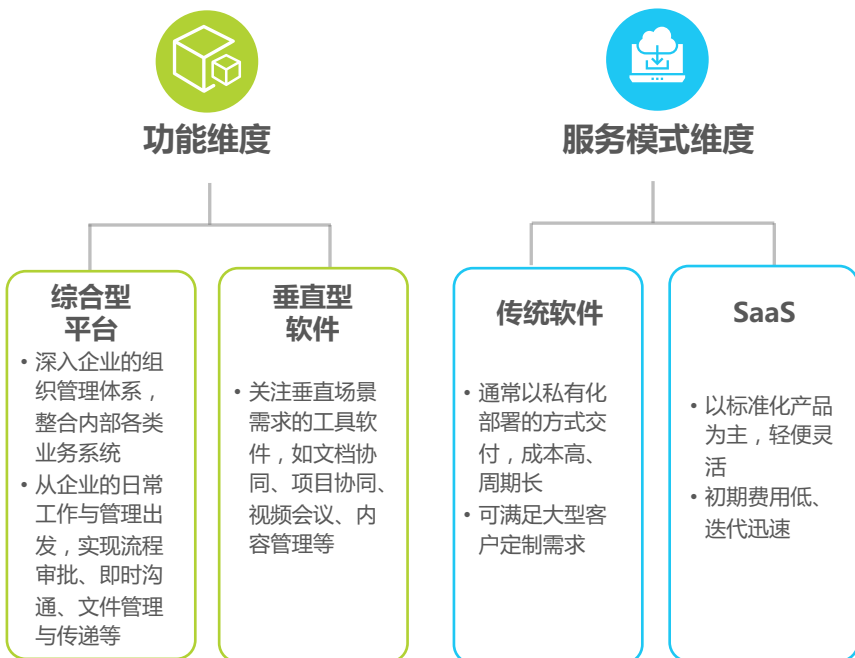 功能维度
服务模式维度
综合型
平台
• 深入企业的组
织管理体系，
整合内部各类
业务系统
• 从企业的日常
工作与管理出
发，实现流程
审批、即时沟
通、文件管理
与传递等
垂直型
软件
• 关注垂直场景
需求的工具软
件，如文档协
同、项目协同、
视频会议、内
容管理等
传统软件
• 通常以私有化
部署的方式交
付，成本高、
周期长
• 可满足大型客
户定制需求
SaaS
• 以标准化产品
为主，轻便灵
活
• 初期费用低、
迭代迅速